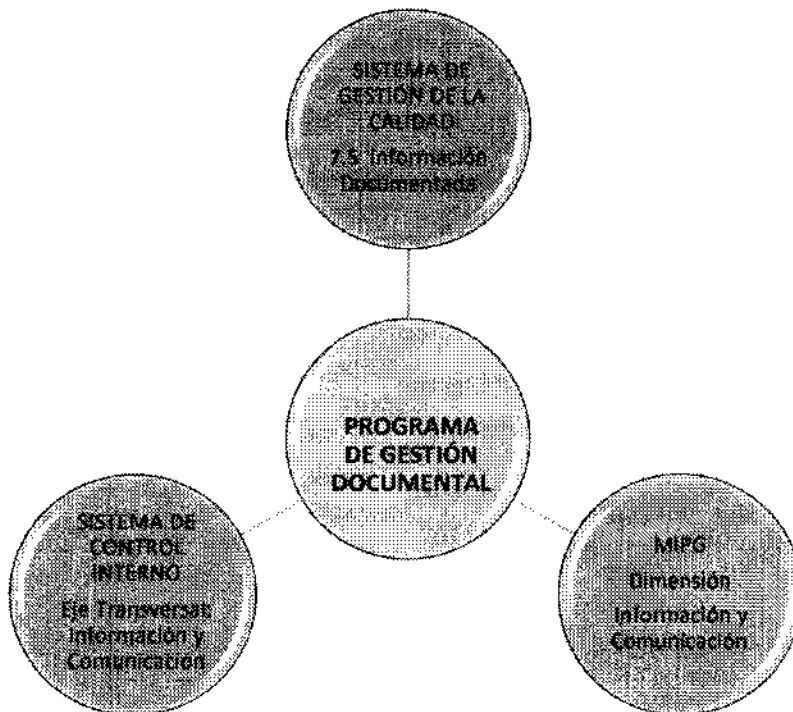 SISTEMA DE
GESTIÓN DE LA
CALIDAD
7.5. Información
Documentada
PROGRAMA
DE GESTIÓN
DOCUMENTAL
SISTEMA DE
CONTROL
INTERNO
Eje Transversal:
Información y
Comunicación
MIPG
Dimensión
Información y
Comunicación